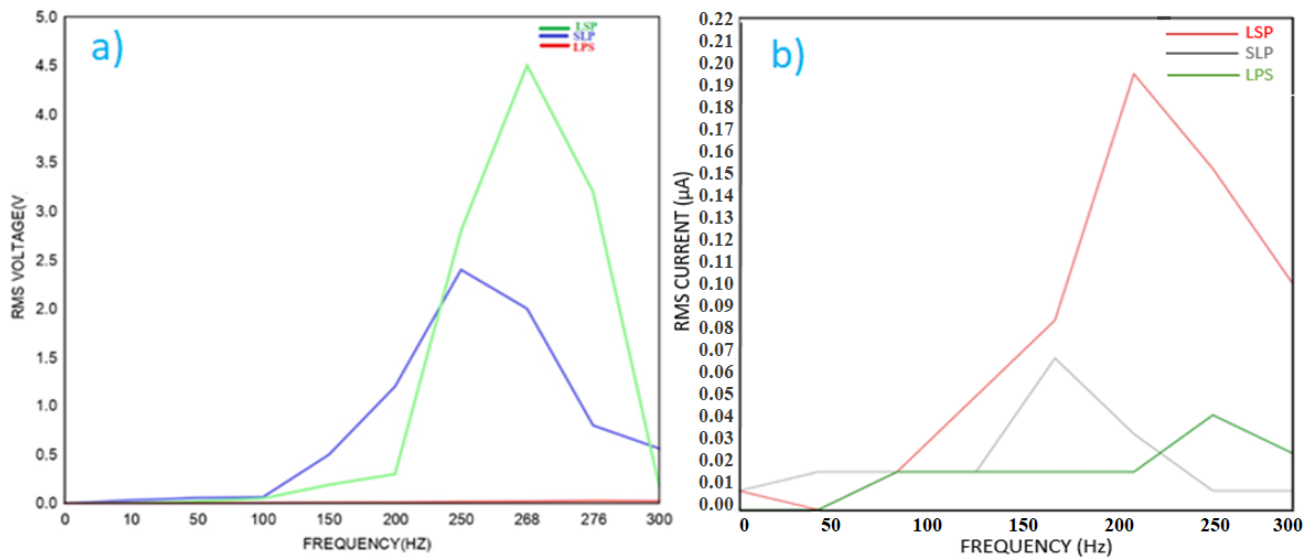 a)
LSP
SLP
LPS
5.0
4.5
4.0
3.5
3.0
2.5
2.0
1.5
1.0
0.5
0.0
RMS VOLTAGE(V
0 10 50 100 150 200 250 268 276 300
FREQUENCY(HZ)
b)
LSP
SLP
LPS
0.22
0.21
0.22
0.20
0.19
0.18
0.17
0.16
0.15
0.14
0.13
0.12
0.11
0.10
0.09
0.08
0.07
0.06
0.05
0.04
0.03
0.02
0.01
0.00
RMS CURRENT (µA)
0 50 100 150 200 250 300
FREQUENCY (Hz)